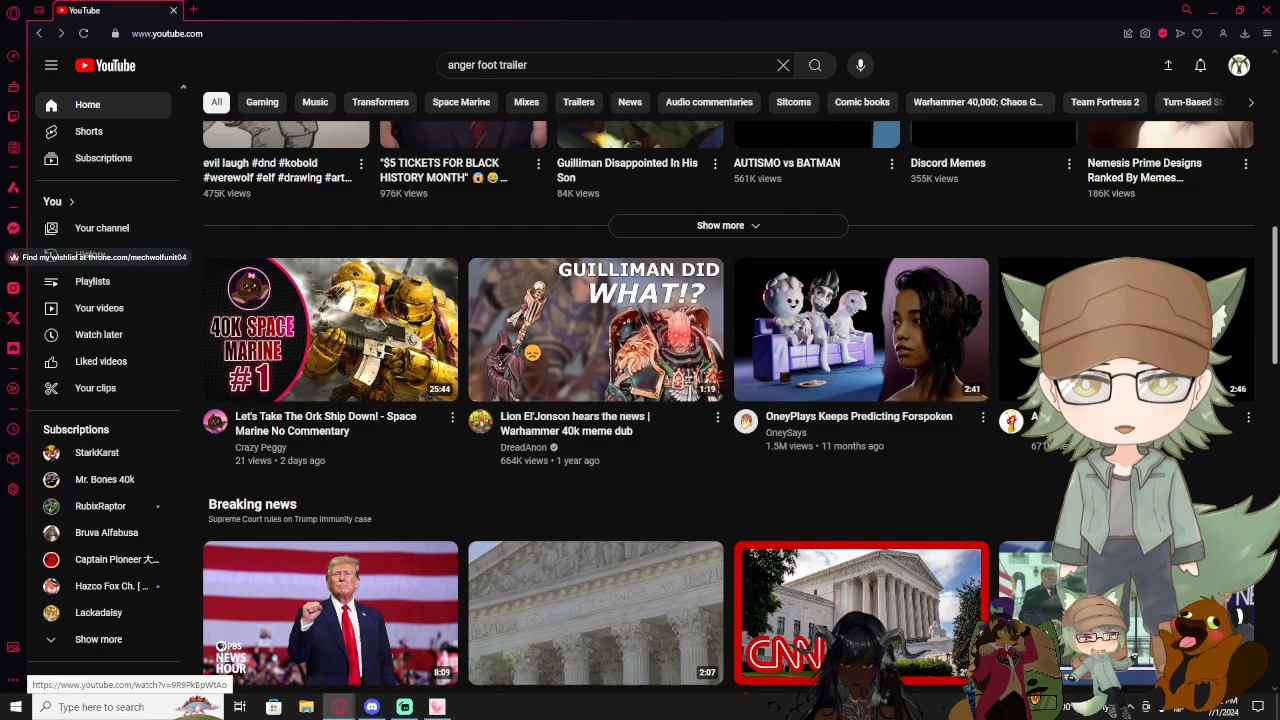 YouTube
www.youtube.com
YouTube
anger foot trailer
Home
Shorts
Subscriptions
You
Your channel
Find my wishlist at throne.com/mechwolfunit04
Playlists
Your videos
Watch later
Liked videos
Your clips
Subscriptions
StarkKarst
Mr. Bones 40k
RubixRaptor
Bruva Alfabusa
Captain Pioneer 大...
Hazco Fox Ch. [ ...
Lackadaisy
Show more
All
Gaming
Music
Transformers
Space Marine
Mixes
Trailers
News
Audio commentaries
Sitcoms
Comic books
Warhammer 40,000: Chaos G...
Team Fortress 2
Turn-Based
evil laugh #dnd #kobold
#werewolf #elf #drawing #art...
475K views
"$5 TICKETS FOR BLACK
HISTORY MONTH" 😱 😂 ...
976K views
Guilliman Disappointed In His
Son
84K views
AUTISMO vs BATMAN
561K views
Discord Memes
355K views
Nemesis Prime Designs
Ranked By Memes...
186K views
Show more
40K SPACE
MARINE
#1
25:44
Let's Take The Ork Ship Down! - Space
Marine No Commentary
Crazy Peggy
21 views • 2 days ago
GUILLIMAN DID
WHAT!?
1:19
Lion El'Jonson hears the news |
Warhammer 40k meme dub
DreadAnon
664K views • 1 year ago
2:41
OneyPlays Keeps Predicting Forspoken
OneySays
1.5M views • 11 months ago
2:46
Breaking news
Supreme Court rules on Trump immunity case
PBS
NEWS
HOUR
8:09
2:07
CNN
https://www.youtube.com/watch?v=9R9PkBpWtAo
Type here to search
7/1/2024